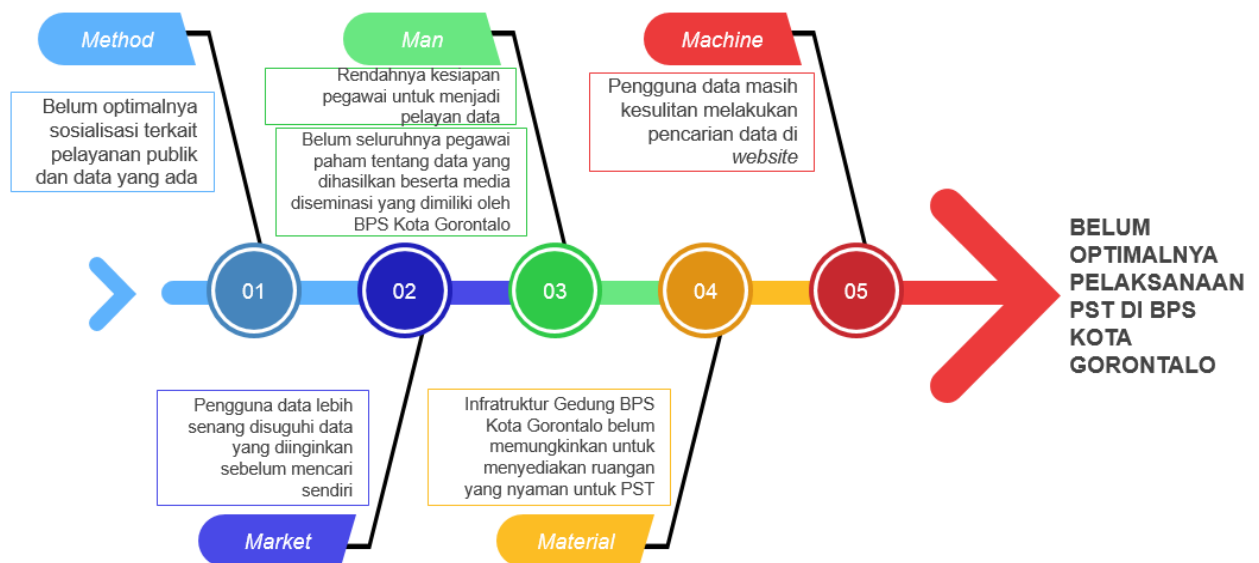 Method
Belum optimalnya
sosialisasi terkait
pelayanan publik
dan data yang ada
Man
Rendahnya kesiapan
pegawai untuk menjadi
pelayan data
Belum seluruhnya pegawai
paham tentang data yang
dihasilkan beserta media
diseminasi yang dimiliki oleh
BPS Kota Gorontalo
Machine
Pengguna data masih
kesulitan melakukan
pencarian data di
website
01
02
03
04
05
BELUM
OPTIMALNYA
PELAKSANAAN
PST DI BPS
KOTA
GORONTALO
Pengguna data lebih
senang disuguhi data
yang diinginkan
sebelum mencari
sendiri
Market
Infratruktur Gedung BPS
Kota Gorontalo belum
memungkinkan untuk
menyediakan ruangan
yang nyaman untuk PST
Material